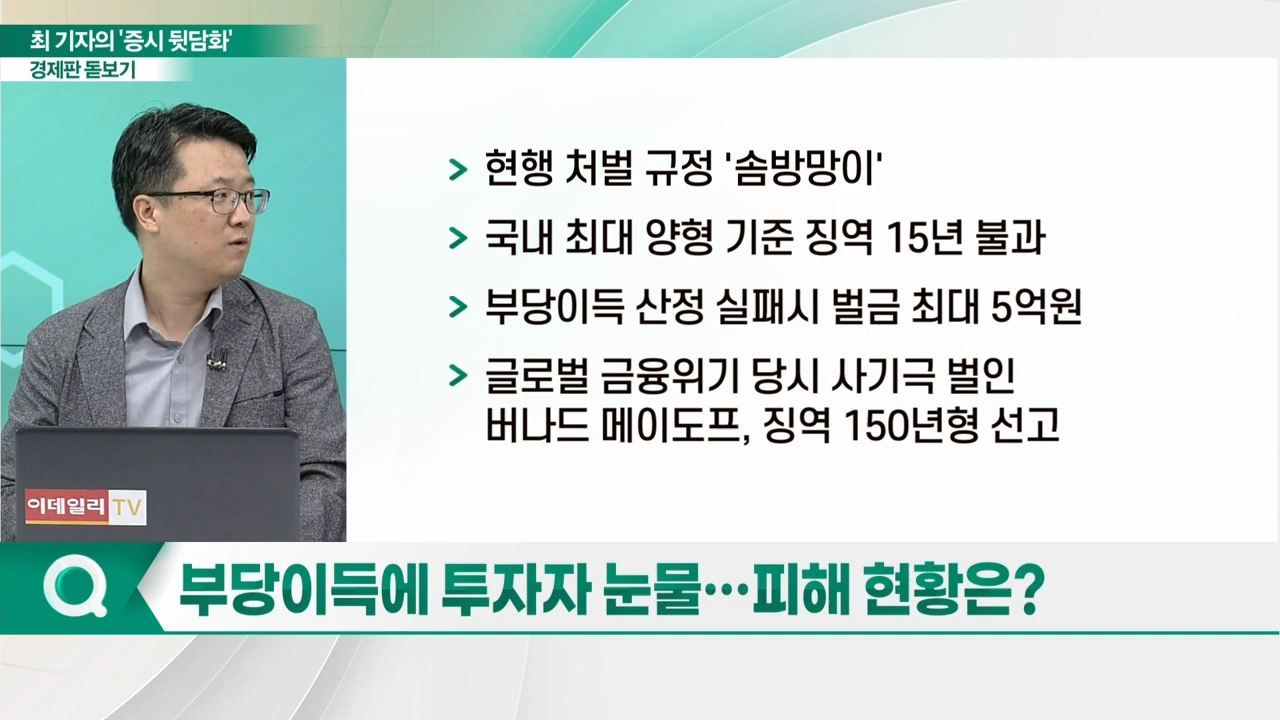 최 기자의 '증시 뒷담화'
경제판 돋보기
> 현행 처벌 규정 '솜방망이'
> 국내 최대 양형 기준 징역 15년 불과
> 부당이득 산정 실패시 벌금 최대 5억원
> 글로벌 금융위기 당시 사기극 벌인
버나드 메이도프, 징역 150년형 선고
이데일리 TV
Q 부당이득에 투자자 눈물…피해 현황은?